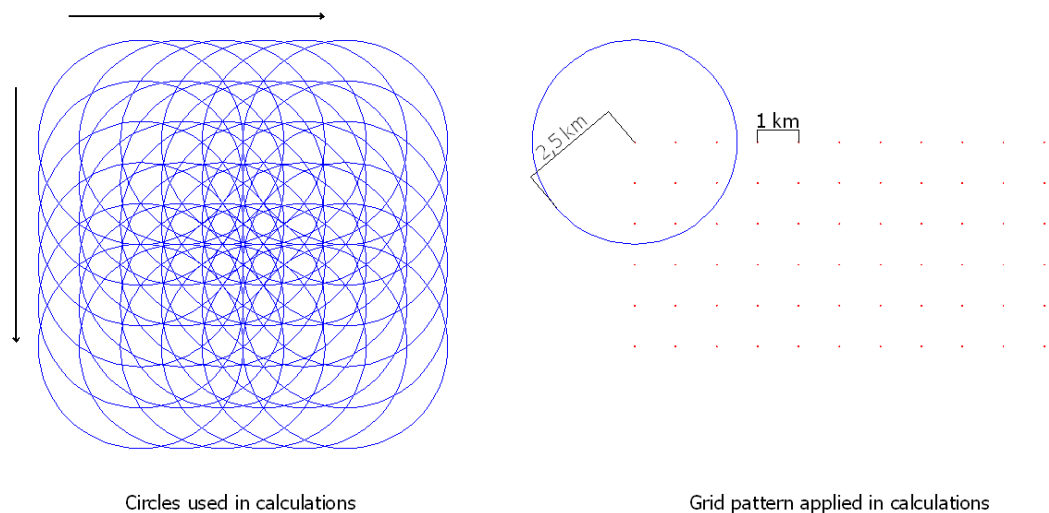 2,5 km
1 km
Circles used in calculations
Grid pattern applied in calculations